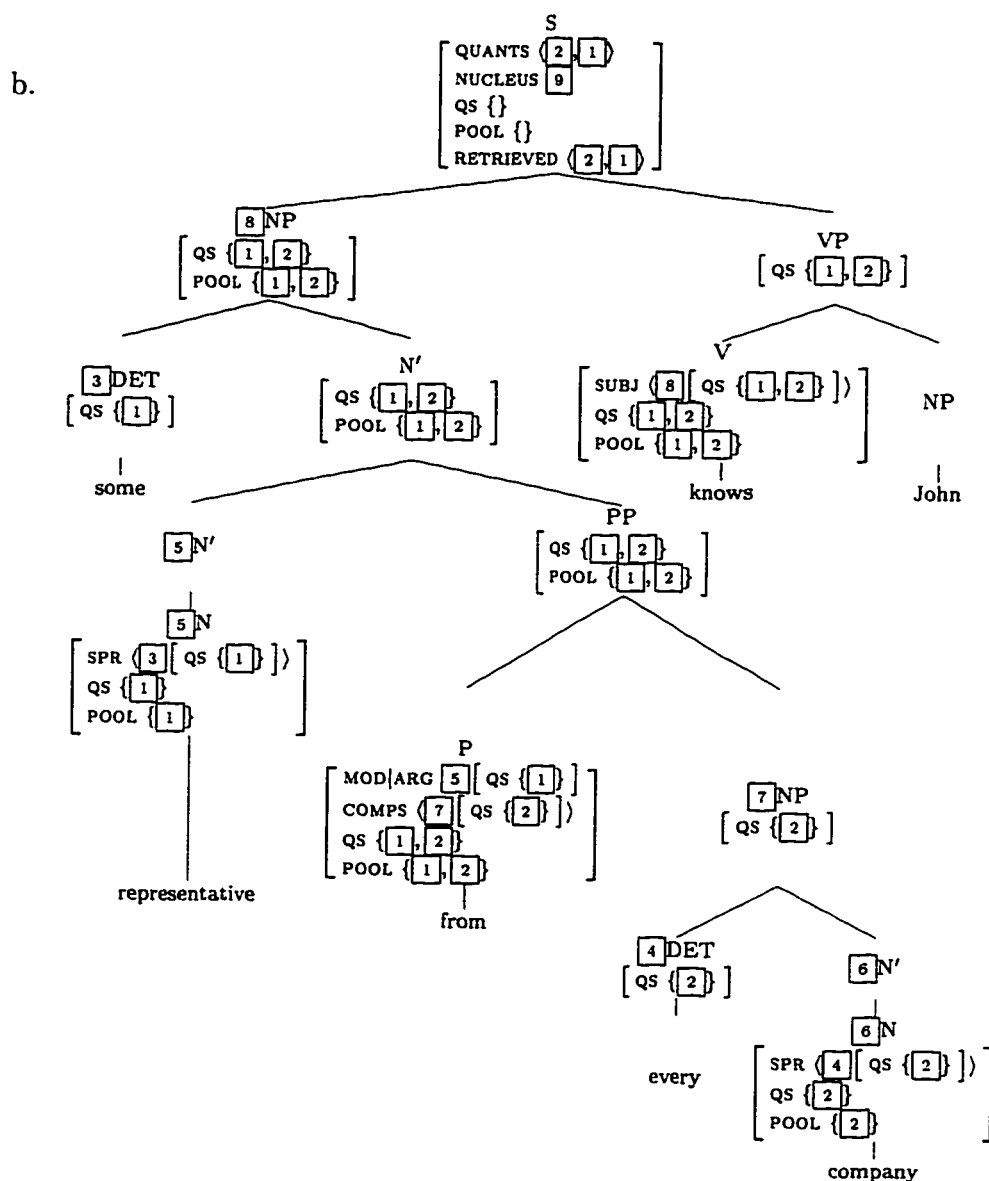 b.
S
[ QUANTS ⟨2, 1⟩
NUCLEUS 9
QS {}
POOL {}
RETRIEVED ⟨2, 1⟩ ]
8 NP
[ QS {1, 2}
POOL {1, 2} ]
VP
[ QS {1, 2} ]
3 DET
[ QS {1} ]
some
N′
[ QS {1, 2}
POOL {1, 2} ]
V
[ SUBJ ⟨8 [ QS {1, 2} ]⟩
QS {1, 2}
POOL {1, 2} ]
knows
NP
John
5 N′
5 N
[ SPR ⟨3 [ QS {1} ]⟩
QS {1}
POOL {1} ]
representative
PP
[ QS {1, 2}
POOL {1, 2} ]
P
[ MOD|ARG 5 [ QS {1} ]
COMPS ⟨7 [ QS {2} ]⟩
QS {1, 2}
POOL {1, 2} ]
from
7 NP
[ QS {2} ]
4 DET
[ QS {2} ]
every
6 N′
6 N
[ SPR ⟨4 [ QS {2} ]⟩
QS {2}
POOL {2} ]
company